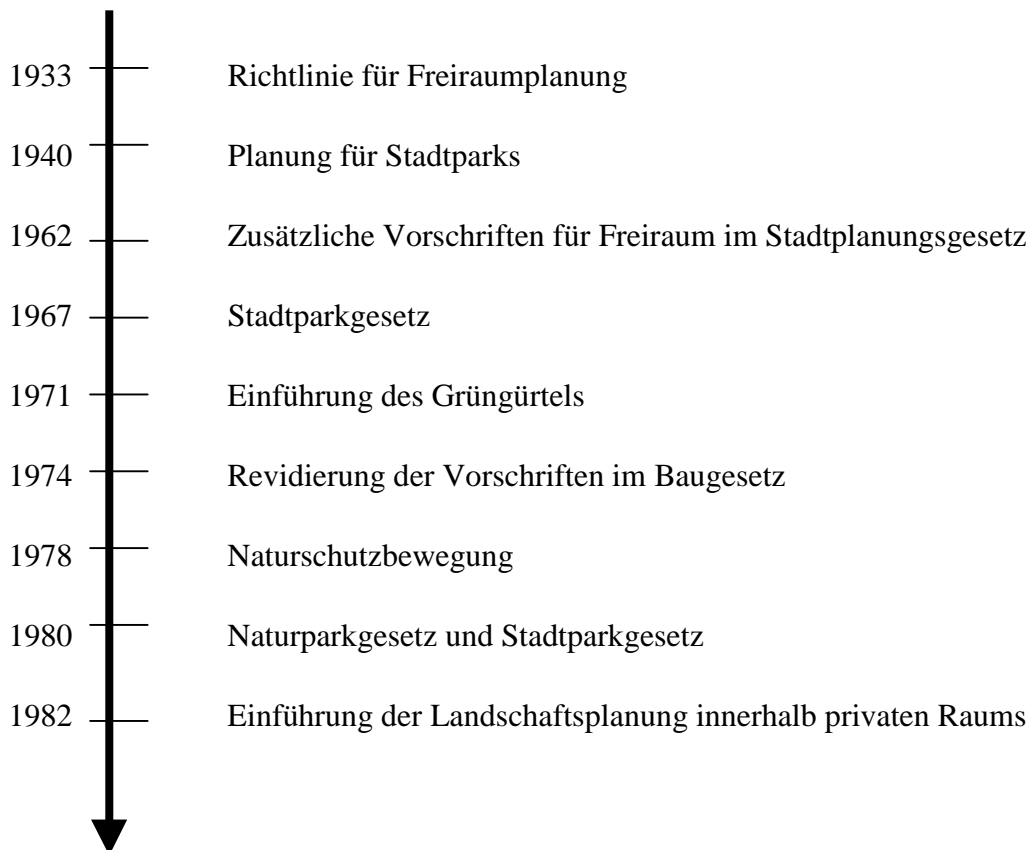 1933 Richtlinie für Freiraumplanung
1940 Planung für Stadtparks
1962 Zusätzliche Vorschriften für Freiraum im Stadtplanungsgesetz
1967 Stadtparkgesetz
1971 Einführung des Grüngürtels
1974 Revidierung der Vorschriften im Baugesetz
1978 Naturschutzbewegung
1980 Naturparkgesetz und Stadtparkgesetz
1982 Einführung der Landschaftsplanung innerhalb privaten Raums